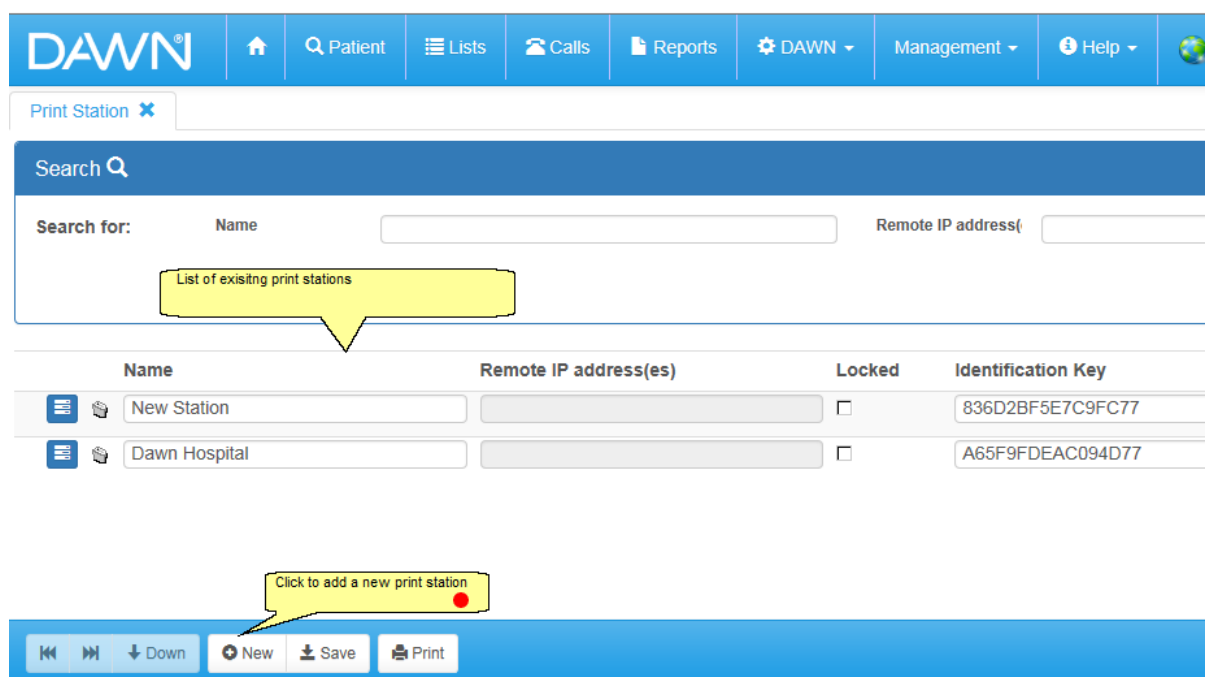 DAWN® Patient Lists Calls Reports DAWN Management Help
Print Station
Search
Search for: Name Remote IP address(
List of exisitng print stations
Name Remote IP address(es) Locked Identification Key
New Station 836D2BF5E7C9FC77
Dawn Hospital A65F9FDEAC094D77
Click to add a new print station
Down New Save Print